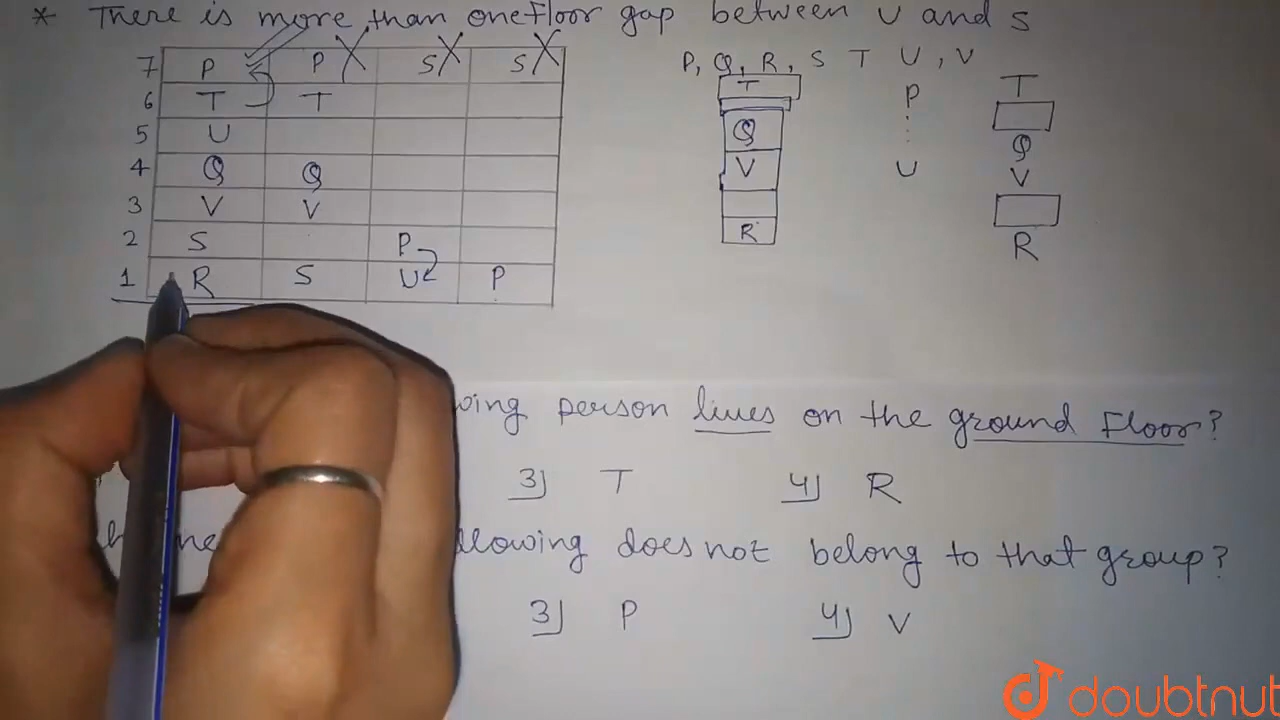 * There is more than one floor gap between U and S
P, Q, R, S T U, V
7 P P S S
6 T T
5 U
4 Q Q
3 V V
2 S P
1 R S U P
T
Q
V
R
P
U
T
Q
V
R
wing person lives on the ground floor?
3) T 4) R
llowing does not belong to that group?
3) P 4) V
doubtnut